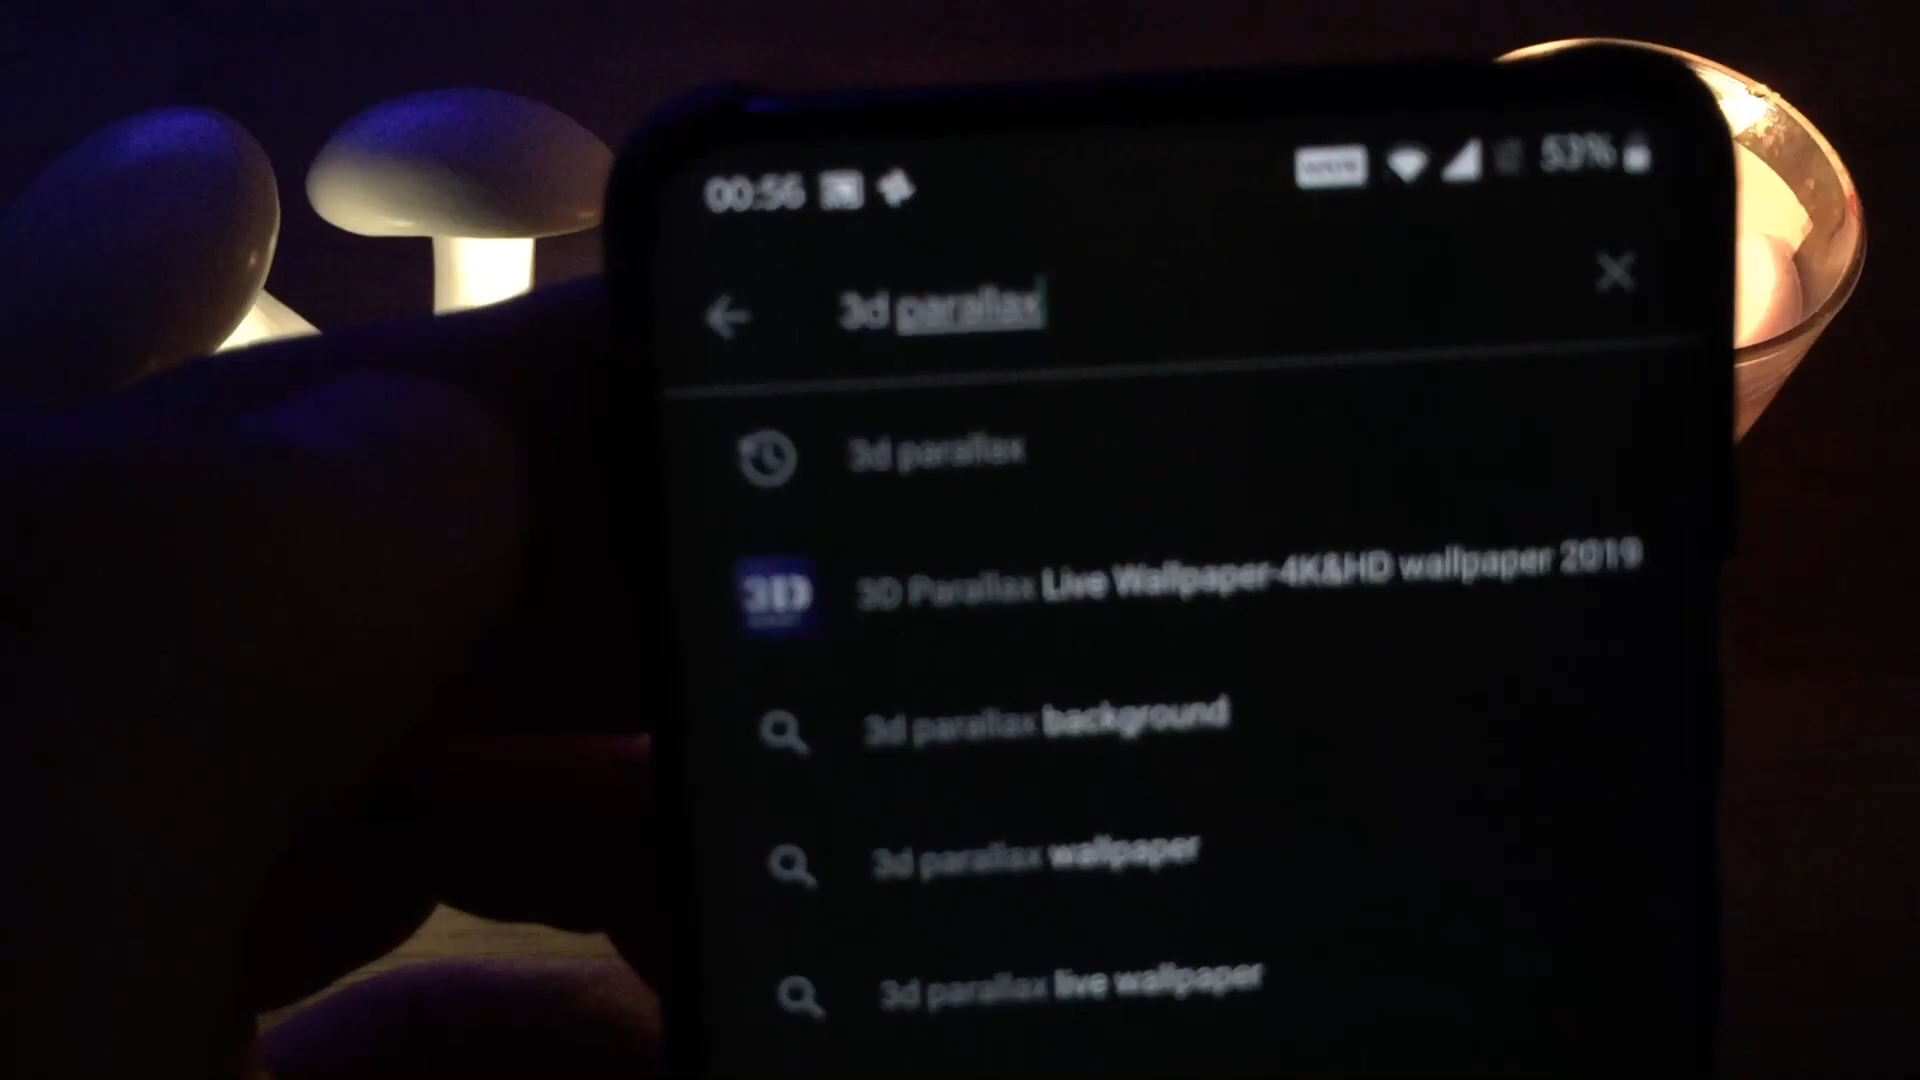 00:56 53%
3d parallax
3d parallax
3D
3D Parallax Live Wallpaper-4K&HD wallpaper 2019
3d parallax background
3d parallax wallpaper
3d parallax live wallpaper